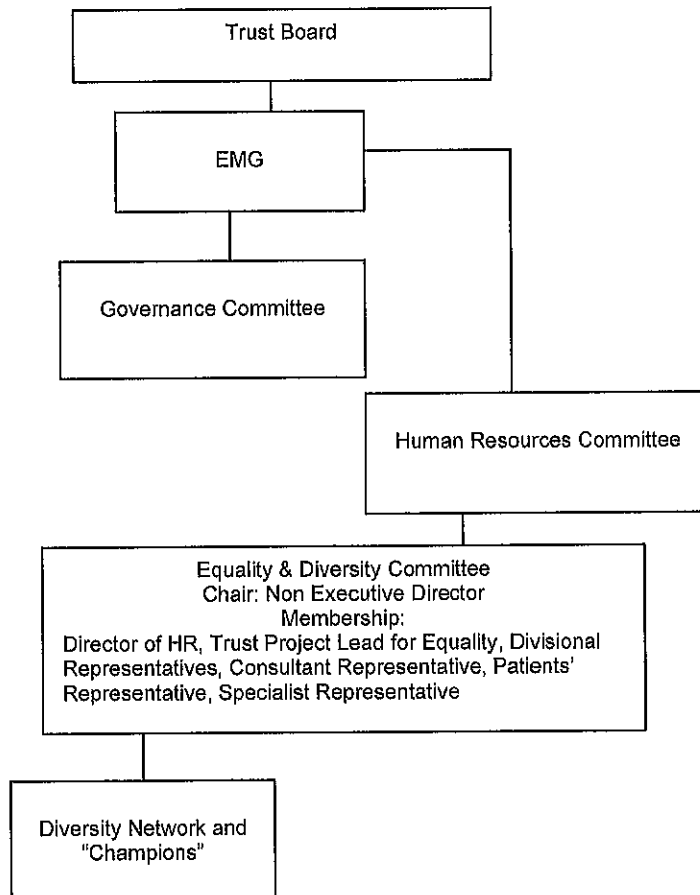 Trust Board
EMG
Governance Committee
Human Resources Committee
Equality & Diversity Committee
Chair: Non Executive Director
Membership:
Director of HR, Trust Project Lead for Equality, Divisional
Representatives, Consultant Representative, Patients'
Representative, Specialist Representative
Diversity Network and
"Champions"